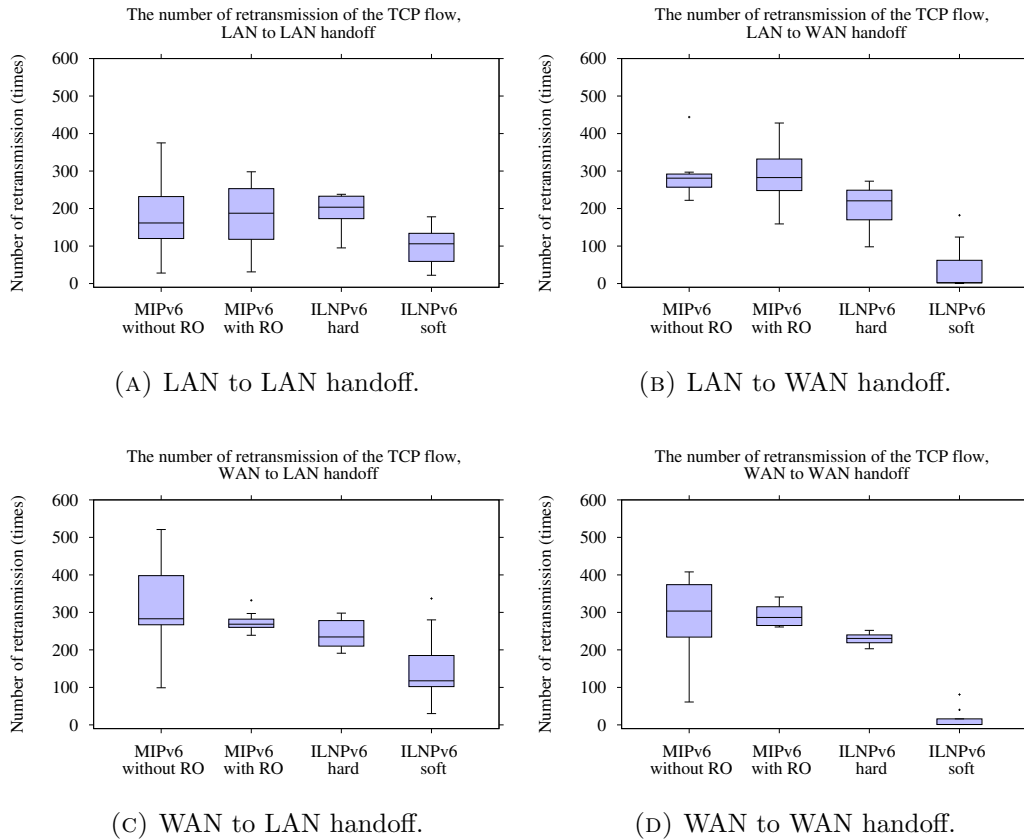 The number of retransmission of the TCP flow,
LAN to LAN handoff
Number of retransmission (times)
600
500
400
300
200
100
0
MIPv6 without RO
MIPv6 with RO
ILNPv6 hard
ILNPv6 soft
(A) LAN to LAN handoff.
The number of retransmission of the TCP flow,
LAN to WAN handoff
Number of retransmission (times)
600
500
400
300
200
100
0
MIPv6 without RO
MIPv6 with RO
ILNPv6 hard
ILNPv6 soft
(B) LAN to WAN handoff.
The number of retransmission of the TCP flow,
WAN to LAN handoff
Number of retransmission (times)
600
500
400
300
200
100
0
MIPv6 without RO
MIPv6 with RO
ILNPv6 hard
ILNPv6 soft
(C) WAN to LAN handoff.
The number of retransmission of the TCP flow,
WAN to WAN handoff
Number of retransmission (times)
600
500
400
300
200
100
0
MIPv6 without RO
MIPv6 with RO
ILNPv6 hard
ILNPv6 soft
(D) WAN to WAN handoff.